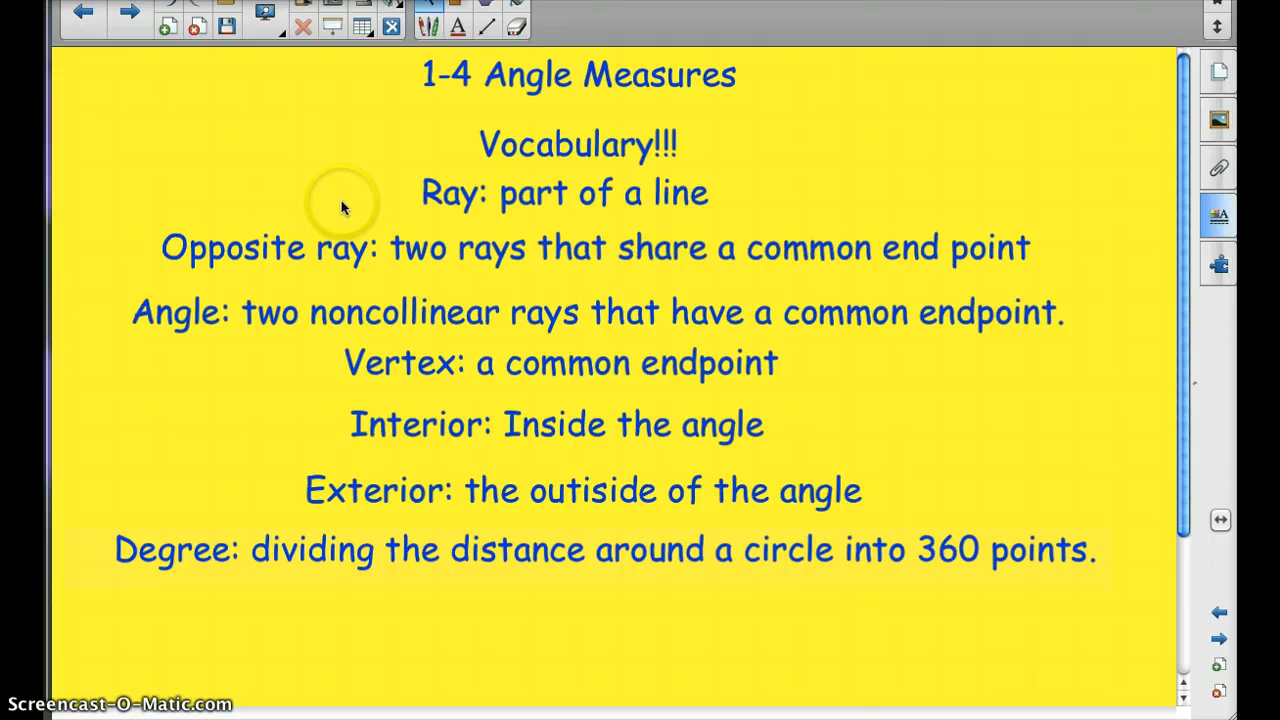 1-4 Angle Measures
Vocabulary!!!
Ray: part of a line
Opposite ray: two rays that share a common end point
Angle: two noncollinear rays that have a common endpoint.
Vertex: a common endpoint
Interior: Inside the angle
Exterior: the outiside of the angle
Degree: dividing the distance around a circle into 360 points.
Screencast-O-Matic.com